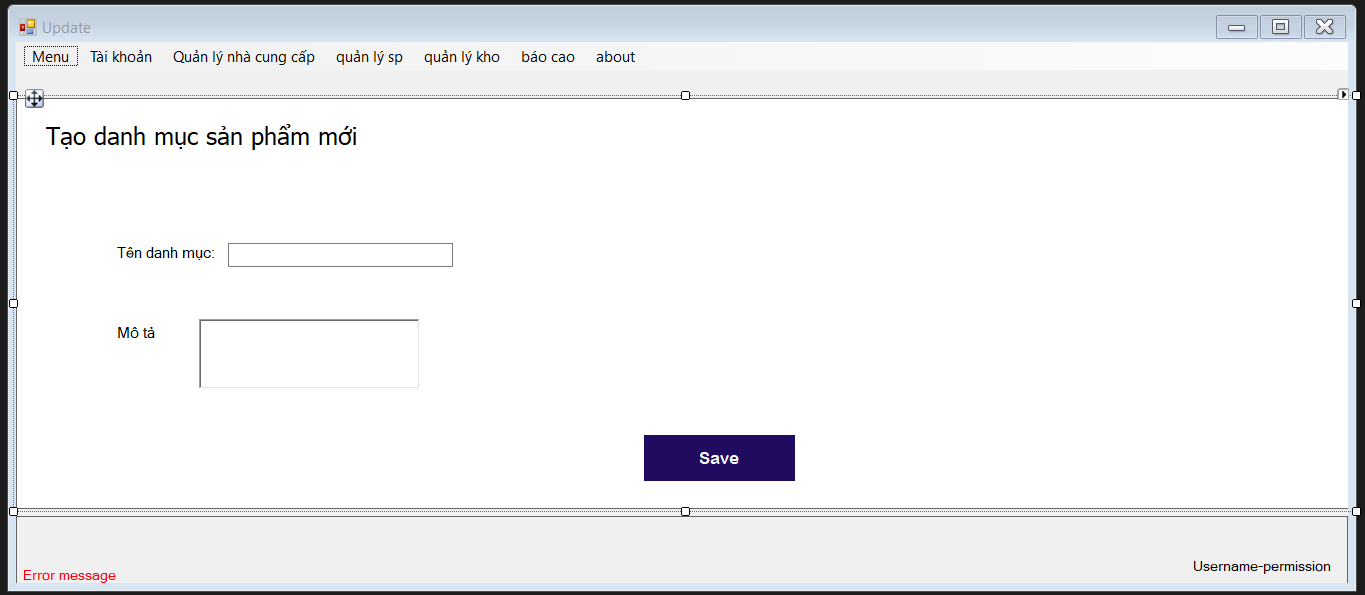 Update
Menu Tài khoản Quản lý nhà cung cấp quản lý sp quản lý kho báo cao about
Tạo danh mục sản phẩm mới
Tên danh mục:
Mô tả
Save
Username-permission
Error message